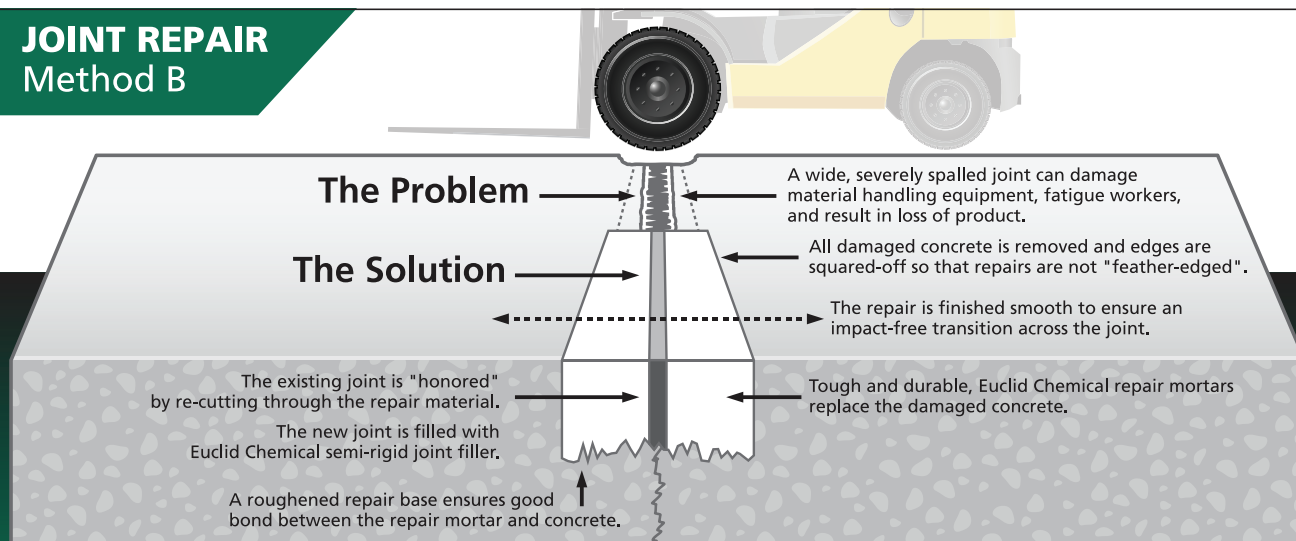 JOINT REPAIR
Method B
The Problem
A wide, severely spalled joint can damage
material handling equipment, fatigue workers,
and result in loss of product.
The Solution
All damaged concrete is removed and edges are
squared-off so that repairs are not "feather-edged".
The repair is finished smooth to ensure an
impact-free transition across the joint.
The existing joint is "honored"
by re-cutting through the repair material.
The new joint is filled with
Euclid Chemical semi-rigid joint filler.
Tough and durable, Euclid Chemical repair mortars
replace the damaged concrete.
A roughened repair base ensures good
bond between the repair mortar and concrete.